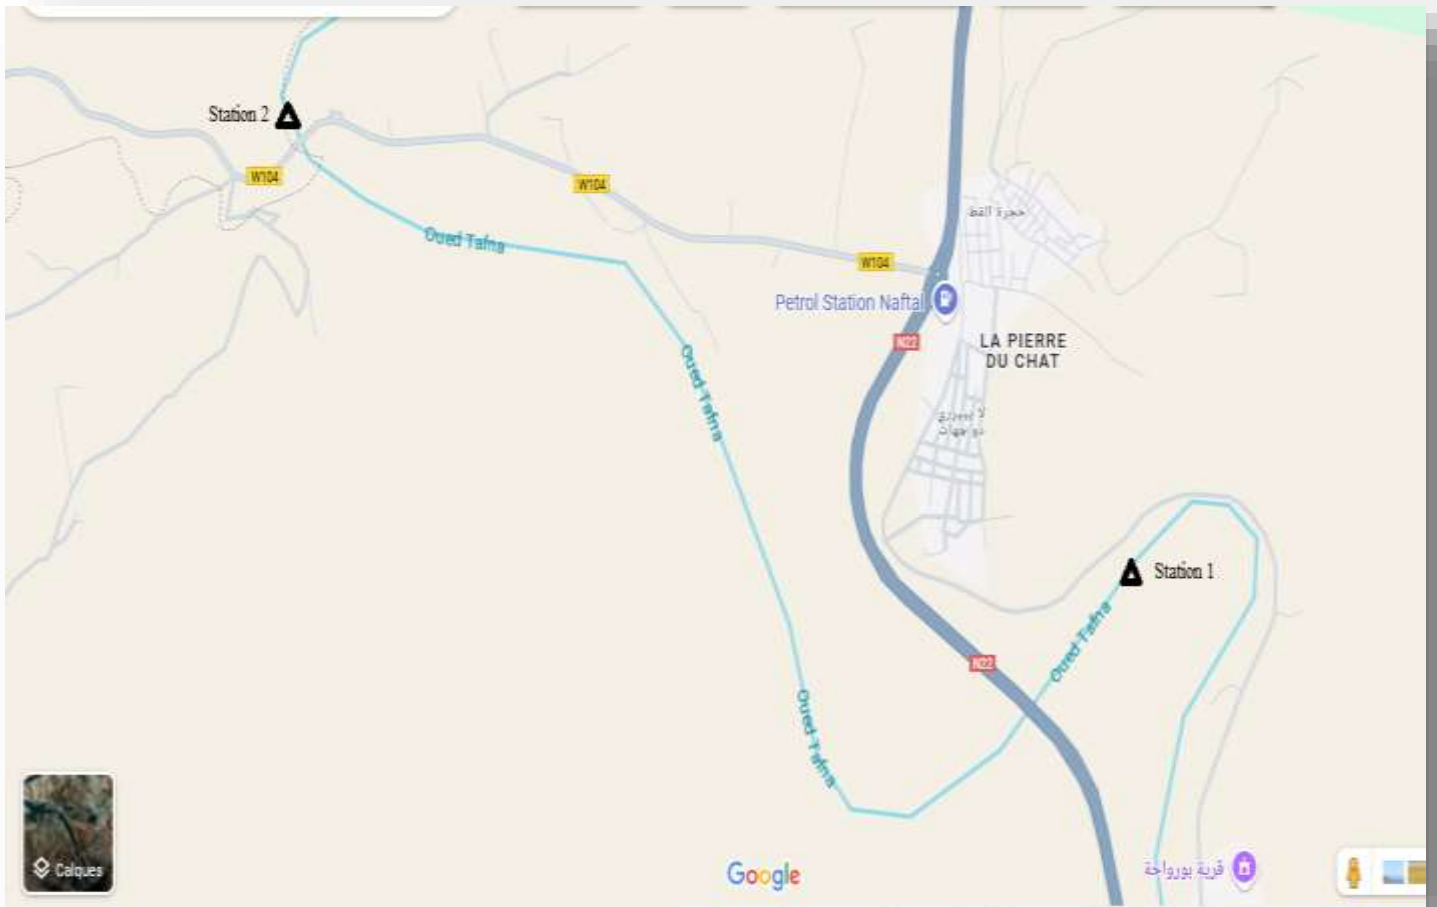 Station 2
W104
W104
Oued Tafna
حجرة القط
W104
Petrol Station Naftal
N22
LA PIERRE
DU CHAT
Oued Tafna
Station 1
Oued Tafna
N22
Oued Tafna
Calques
Google
قرية بورواحة